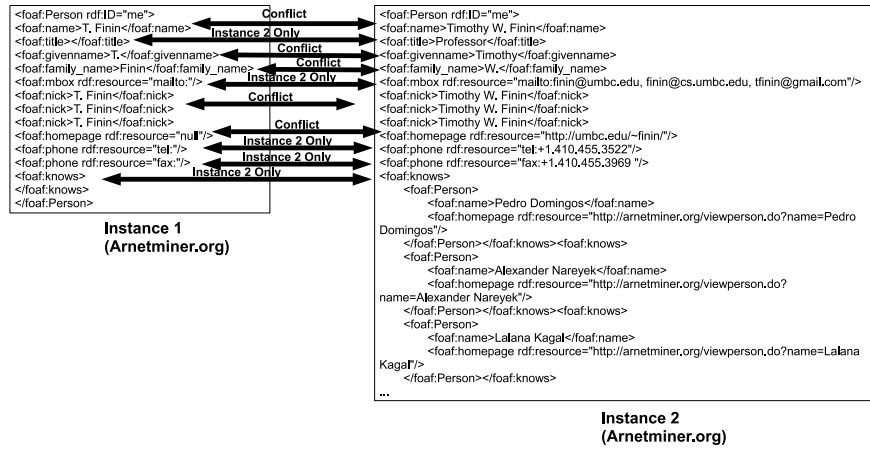 <foaf:Person rdf:ID="me">
<foaf:name>T. Finin</foaf:name>
<foaf:title></foaf:title>
<foaf:givenname>T.</foaf:givenname>
<foaf:family_name>Finin</foaf:family_name>
<foaf:mbox rdf:resource="mailto:"/>
<foaf:nick>T. Finin</foaf:nick>
<foaf:nick>T. Finin</foaf:nick>
<foaf:nick>T. Finin</foaf:nick>
<foaf:homepage rdf:resource="null"/>
<foaf:phone rdf:resource="tel:"/>
<foaf:phone rdf:resource="fax:"/>
<foaf:knows>
</foaf:knows>
</foaf:Person>
Instance 1
(Arnetminer.org)
Conflict
Instance 2 Only
Conflict
Conflict
Instance 2 Only
Conflict
Conflict
Instance 2 Only
Instance 2 Only
Instance 2 Only
<foaf:Person rdf:ID="me">
<foaf:name>Timothy W. Finin</foaf:name>
<foaf:title>Professor</foaf:title>
<foaf:givenname>Timothy</foaf:givenname>
<foaf:family_name>W.</foaf:family_name>
<foaf:mbox rdf:resource="mailto:finin@umbc.edu, finin@cs.umbc.edu, tfinin@gmail.com"/>
<foaf:nick>Timothy W. Finin</foaf:nick>
<foaf:nick>Timothy W. Finin</foaf:nick>
<foaf:nick>Timothy W. Finin</foaf:nick>
<foaf:homepage rdf:resource="http://umbc.edu/~finin/"/>
<foaf:phone rdf:resource="tel:+1.410.455.3522"/>
<foaf:phone rdf:resource="fax:+1.410.455.3969 "/>
<foaf:knows>
<foaf:Person>
<foaf:name>Pedro Domingos</foaf:name>
<foaf:homepage rdf:resource="http://arnetminer.org/viewperson.do?name=Pedro
Domingos"/>
</foaf:Person></foaf:knows><foaf:knows>
<foaf:Person>
<foaf:name>Alexander Nareyek</foaf:name>
<foaf:homepage rdf:resource="http://arnetminer.org/viewperson.do?
name=Alexander Nareyek"/>
</foaf:Person></foaf:knows><foaf:knows>
<foaf:Person>
<foaf:name>Lalana Kagal</foaf:name>
<foaf:homepage rdf:resource="http://arnetminer.org/viewperson.do?name=Lalana
Kagal"/>
</foaf:Person></foaf:knows>
...
Instance 2
(Arnetminer.org)